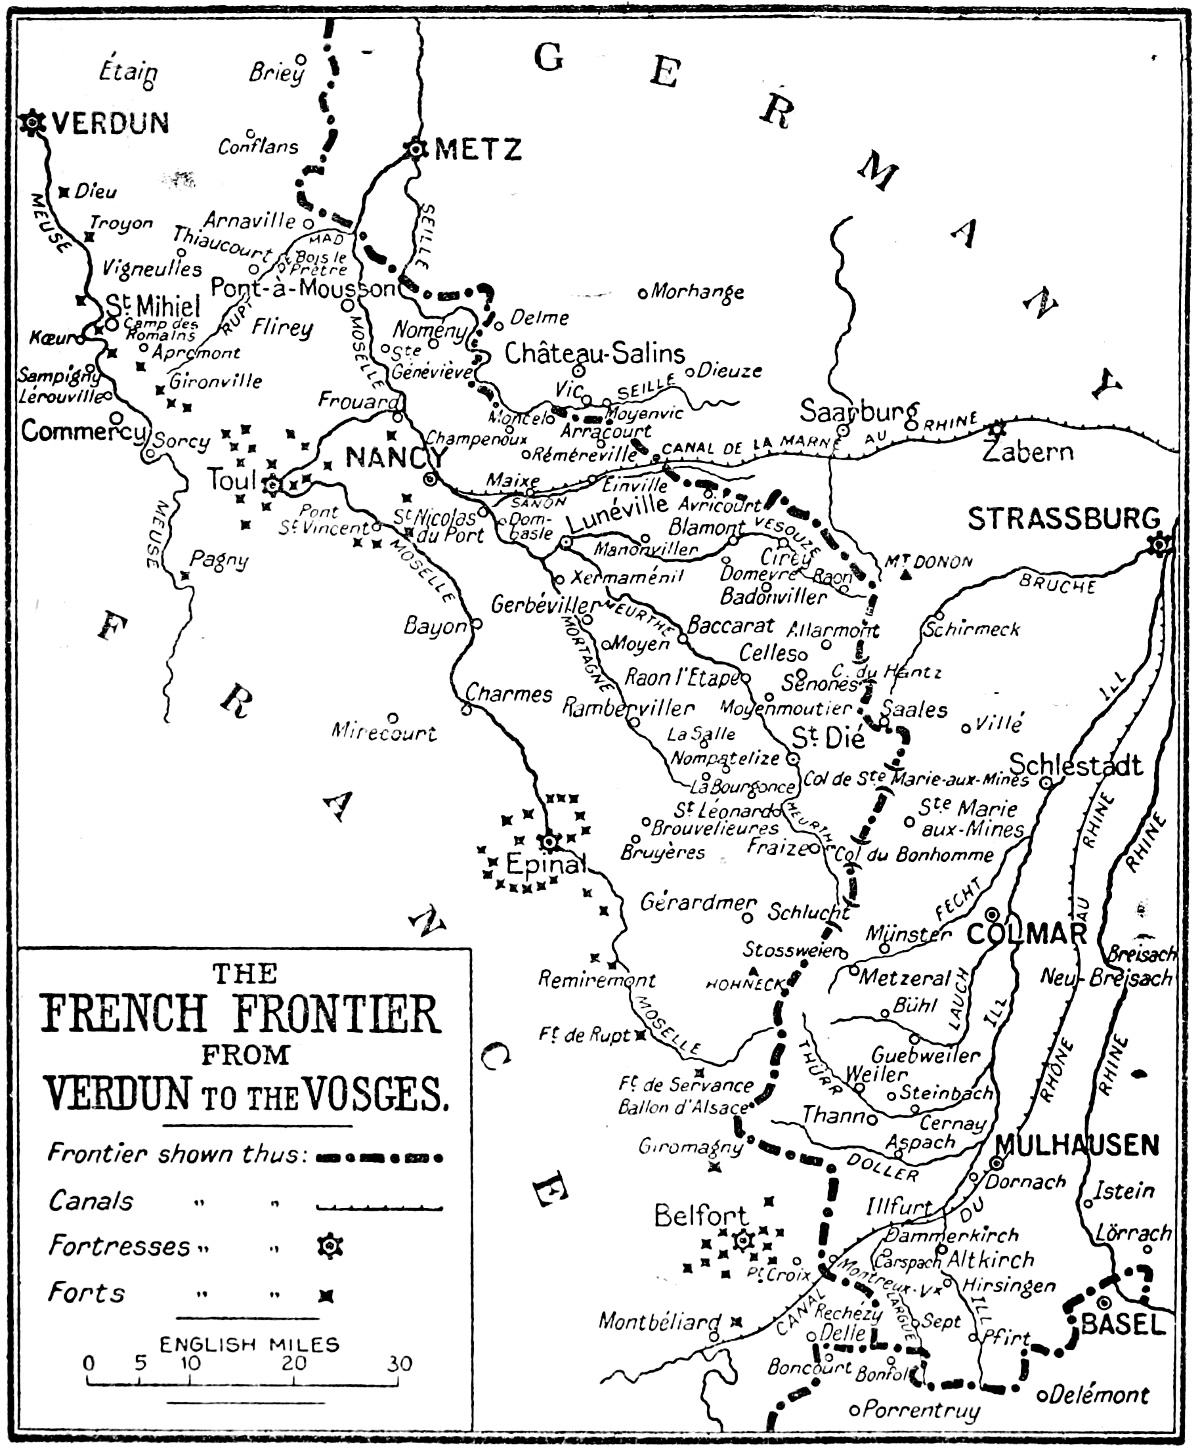 G E R M A N Y
Étain
Briey
VERDUN
Conflans
METZ
Dieu
MEUSE
Troyon
Arnaville
SEILLE
MAD
Thiaucourt
Bois le
Prêtre
Vigneulles
Pont-à-Mousson
Morhange
St. Mihiel
Camp des
Romains
RUPT
Flirey
MOSELLE
Nomény
Delme
Kœur
Apremont
Ste
Généviève
Château-Salins
Dieuze
Sampigny
Gironville
Vic
SEILLE
Lérouville
Frouard
Moncel
Moyenvic
Saarburg
Commercy
Sorcy
Champenoux
Arracourt
CANAL DE LA MARNE AU RHINE
Zabern
Toul
NANCY
Réméreville
Maixe
Einville
SANON
Avricourt
MEUSE
Pont
St. Vincent
St. Nicolas
du Port
Dom-
basle
Lunéville
Blamont
VESOUZE
STRASSBURG
Manonviller
Cirey
Mt DONON
Pagny
MOSELLE
Xermaménil
Domevre
Raon
BRUCHE
Badonviller
F R A N C E
Gerbéviller
MEURTHE
Bayon
MORTAGNE
Baccarat
Allarmont
Schirmeck
Moyen
Celles
C. du Hantz
ILL
Raon l'Etape
Senones
Charmes
Ramberviller
Moyenmoutier
Saales
Villé
Mirecourt
La Salle
St. Dié
Nompatelize
Schlestadt
La Bourgonce
Col de Ste Marie-aux-Mines
St. Léonard
MEURTHE
Ste Marie
aux-Mines
RHINE
RHINE
Brouvelieures
Bruyères
Fraize
Col du Bonhomme
Epinal
Gérardmer
Schlucht
FECHT
AU
COLMAR
Münster
Stossweier
Breisach
Remiremont
HOHNECK
Metzeral
Neu-Breisach
Bühl
LAUCH
ILL
MOSELLE
Ft. de Rupt
Guebweiler
THÜRR
RHÔNE
RHINE
Ft. de Servance
Weiler
Steinbach
Ballon d'Alsace
Thann
Cernay
Giromagny
Aspach
MULHAUSEN
DOLLER
Dornach
Istein
Belfort
Illfurt
DU
Dammerkirch
Lörrach
Pt. Croix
Carspach
Altkirch
Montreux-Vx
Hirsingen
CANAL
LARGUE
ILL
Montbéliard
Rechézy
Sept
BASEL
Delle
Pfirt
Boncourt
Bonfol
Delémont
Porrentruy
THE
FRENCH FRONTIER
FROM
VERDUN TO THE VOSGES.
Frontier shown thus:
Canals " "
Fortresses " "
Forts " "
ENGLISH MILES
0 5 10 20 30